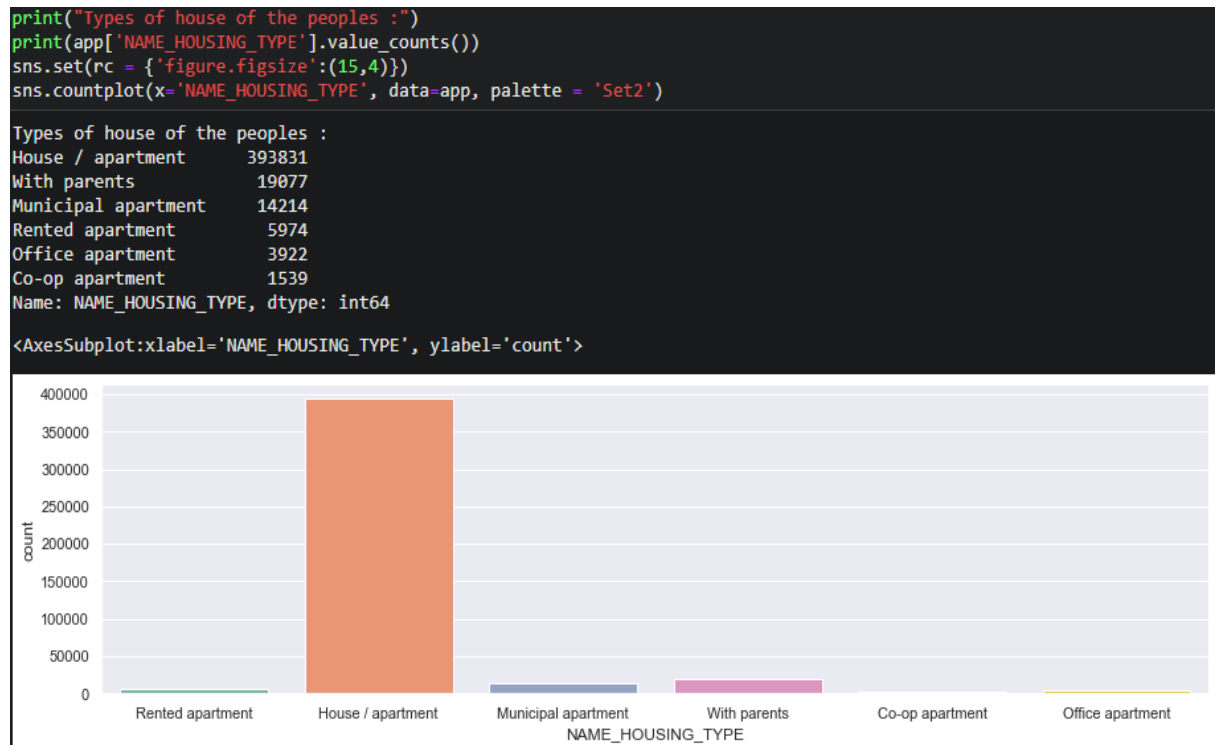 print("Types of house of the peoples :")
print(app['NAME_HOUSING_TYPE'].value_counts())
sns.set(rc = {'figure.figsize':(15,4)})
sns.countplot(x='NAME_HOUSING_TYPE', data=app, palette = 'Set2')
Types of house of the peoples :
House / apartment 393831
With parents 19077
Municipal apartment 14214
Rented apartment 5974
Office apartment 3922
Co-op apartment 1539
Name: NAME_HOUSING_TYPE, dtype: int64
<AxesSubplot:xlabel='NAME_HOUSING_TYPE', ylabel='count'>
400000
350000
300000
250000
200000
150000
100000
50000
0
count
Rented apartment House / apartment Municipal apartment With parents Co-op apartment Office apartment
NAME_HOUSING_TYPE